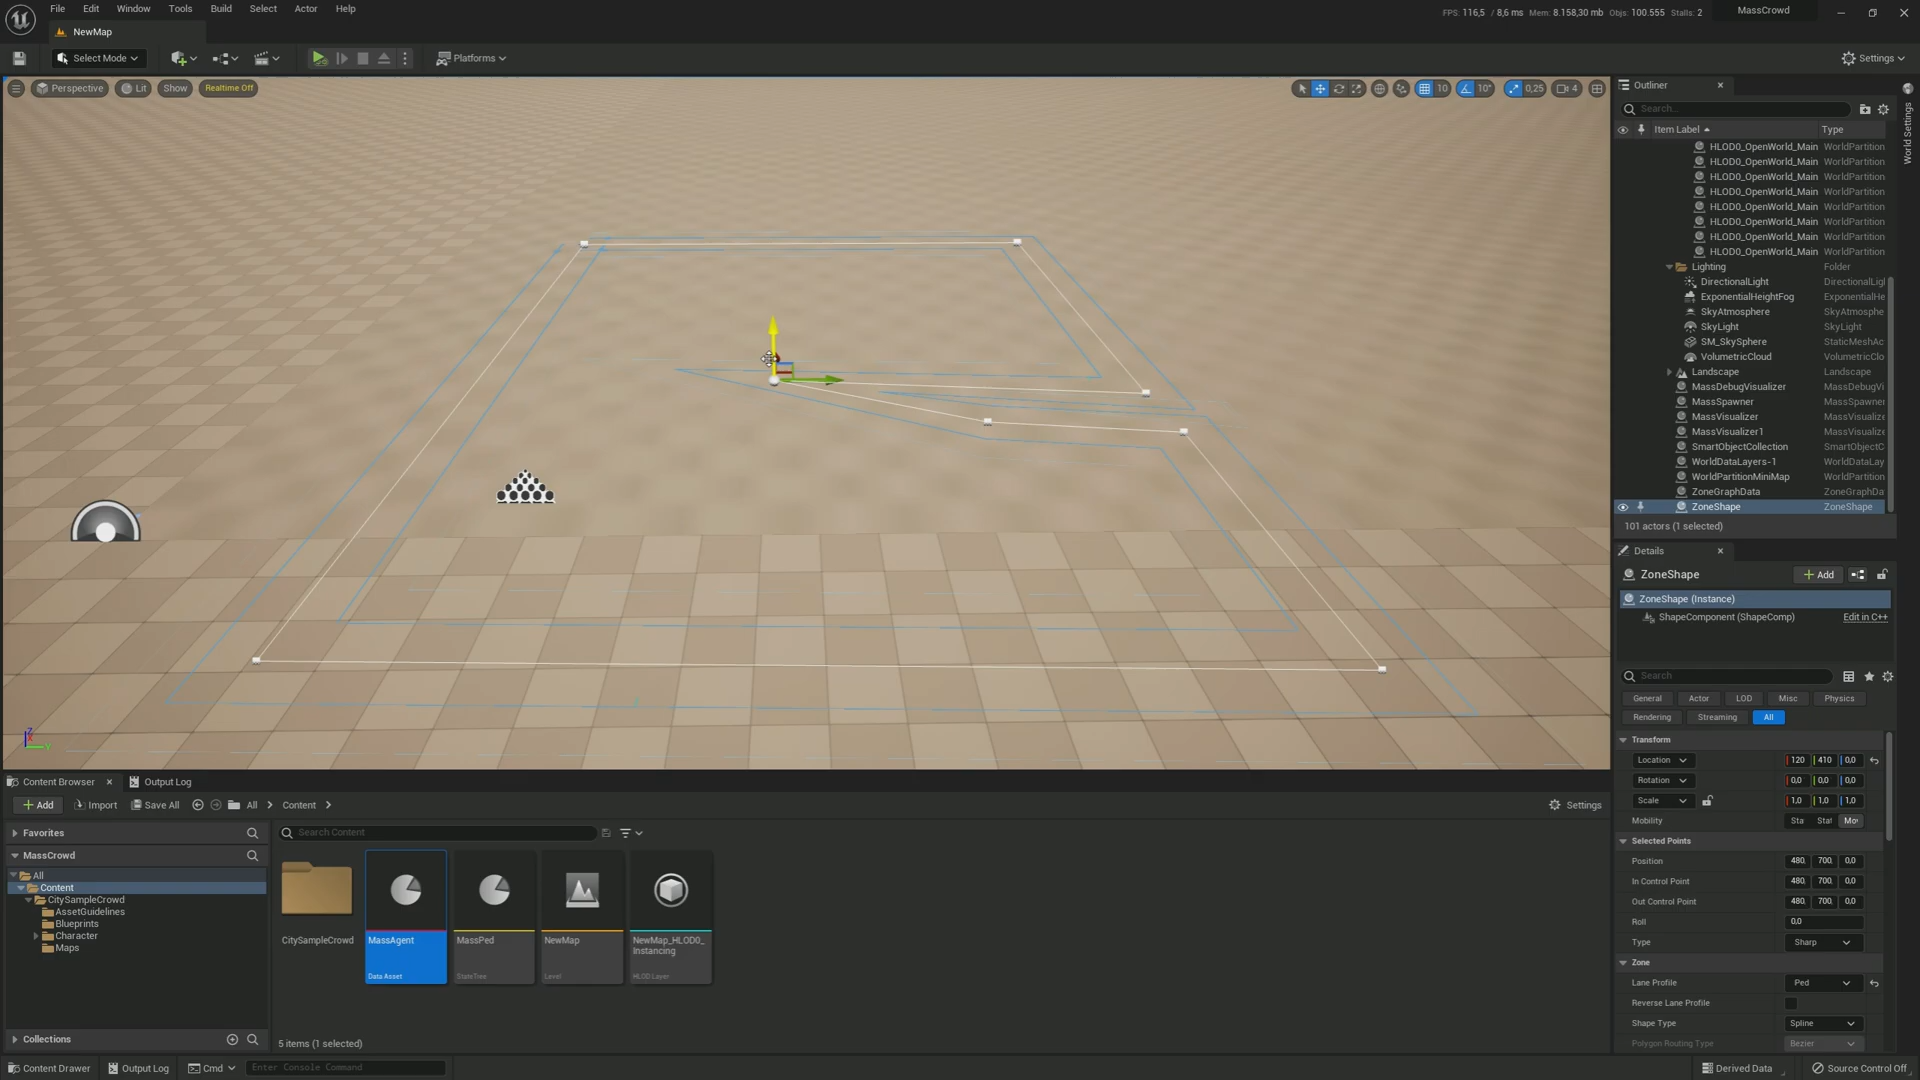 File Edit Window Tools Build Select Actor Help
FPS: 116,5 / 8,6 ms Mem: 8.158,30 mb Objs: 100.555 Stalls: 2
MassCrowd
NewMap
Select Mode
Platforms
Settings
Perspective Lit Show Realtime Off
10 10° 0,25 4
Outliner
World Settings
Search...
Item Label Type
HLOD0_OpenWorld_Main WorldPartition
HLOD0_OpenWorld_Main WorldPartition
HLOD0_OpenWorld_Main WorldPartition
HLOD0_OpenWorld_Main WorldPartition
HLOD0_OpenWorld_Main WorldPartition
HLOD0_OpenWorld_Main WorldPartition
HLOD0_OpenWorld_Main WorldPartition
HLOD0_OpenWorld_Main WorldPartition
Lighting Folder
DirectionalLight DirectionalLig
ExponentialHeightFog ExponentialHe
SkyAtmosphere SkyAtmosphe
SkyLight SkyLight
SM_SkySphere StaticMeshAc
VolumetricCloud VolumetricClo
Landscape Landscape
MassDebugVisualizer MassDebugVi
MassSpawner MassSpawner
MassVisualizer MassVisualize
MassVisualizer1 MassVisualize
SmartObjectCollection SmartObjectC
WorldDataLayers-1 WorldDataLay
WorldPartitionMiniMap WorldPartition
ZoneGraphData ZoneGraphDa
ZoneShape ZoneShape
101 actors (1 selected)
Details
ZoneShape
Add
ZoneShape (Instance)
ShapeComponent (ShapeComp) Edit in C++
Search
General Actor LOD Misc Physics
Rendering Streaming All
Transform
Location 120 410 0,0
Rotation 0,0 0,0 0,0
Scale 1,0 1,0 1,0
Mobility Sta Stat Mo
Selected Points
Position 480, 700, 0,0
In Control Point 480, 700, 0,0
Out Control Point 480, 700, 0,0
Roll 0,0
Type Sharp
Zone
Lane Profile Ped
Reverse Lane Profile
Shape Type Spline
Polygon Routing Type Bezier
Content Browser Output Log
Add Import Save All All Content
Settings
Favorites
Search Content
MassCrowd
All
Content
CitySampleCrowd
AssetGuidelines
Blueprints
Character
Maps
CitySampleCrowd
MassAgent
Data Asset
MassPed
StateTree
NewMap
Level
NewMap_HLOD0_
Instancing
HLOD Layer
Collections
5 items (1 selected)
Content Drawer Output Log Cmd Enter Console Command
Derived Data Source Control Off